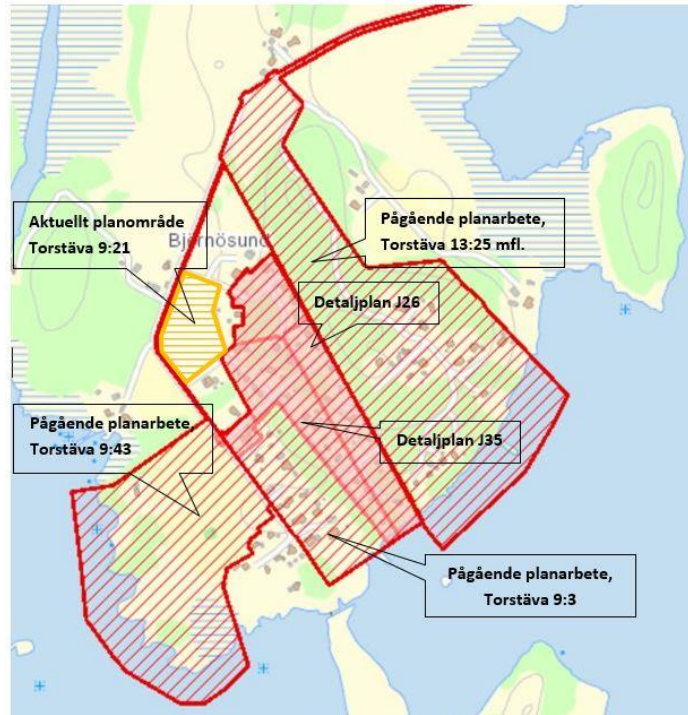 Aktuellt planområde
Torstäva 9:21
Pågående planarbete,
Torstäva 13:25 mfl.
Björnösund
Detaljplan J26
Pågående planarbete,
Torstäva 9:43
Detaljplan J35
Pågående planarbete,
Torstäva 9:3